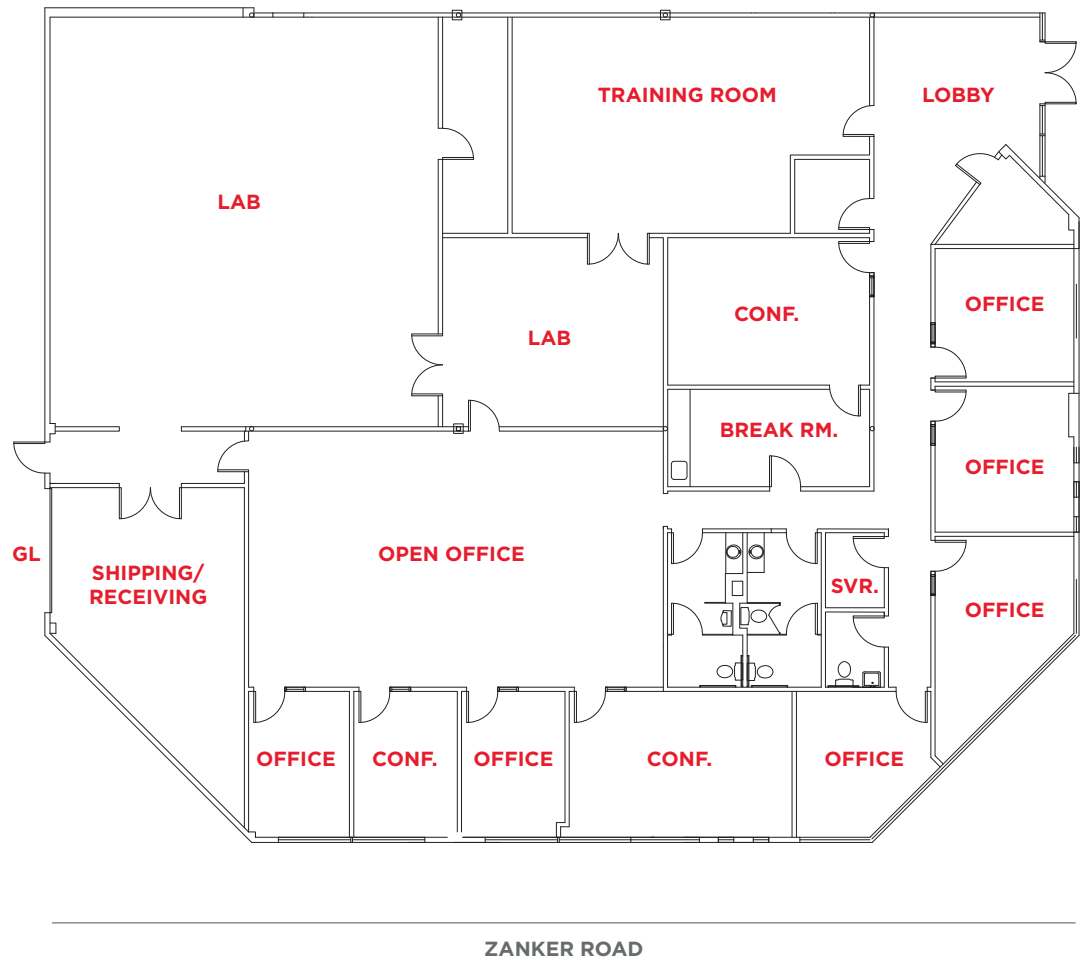 TRAINING ROOM
LOBBY
LAB
OFFICE
CONF.
LAB
BREAK RM.
OFFICE
GL
OPEN OFFICE
SHIPPING/
RECEIVING
SVR.
OFFICE
OFFICE
CONF.
OFFICE
CONF.
OFFICE
ZANKER ROAD